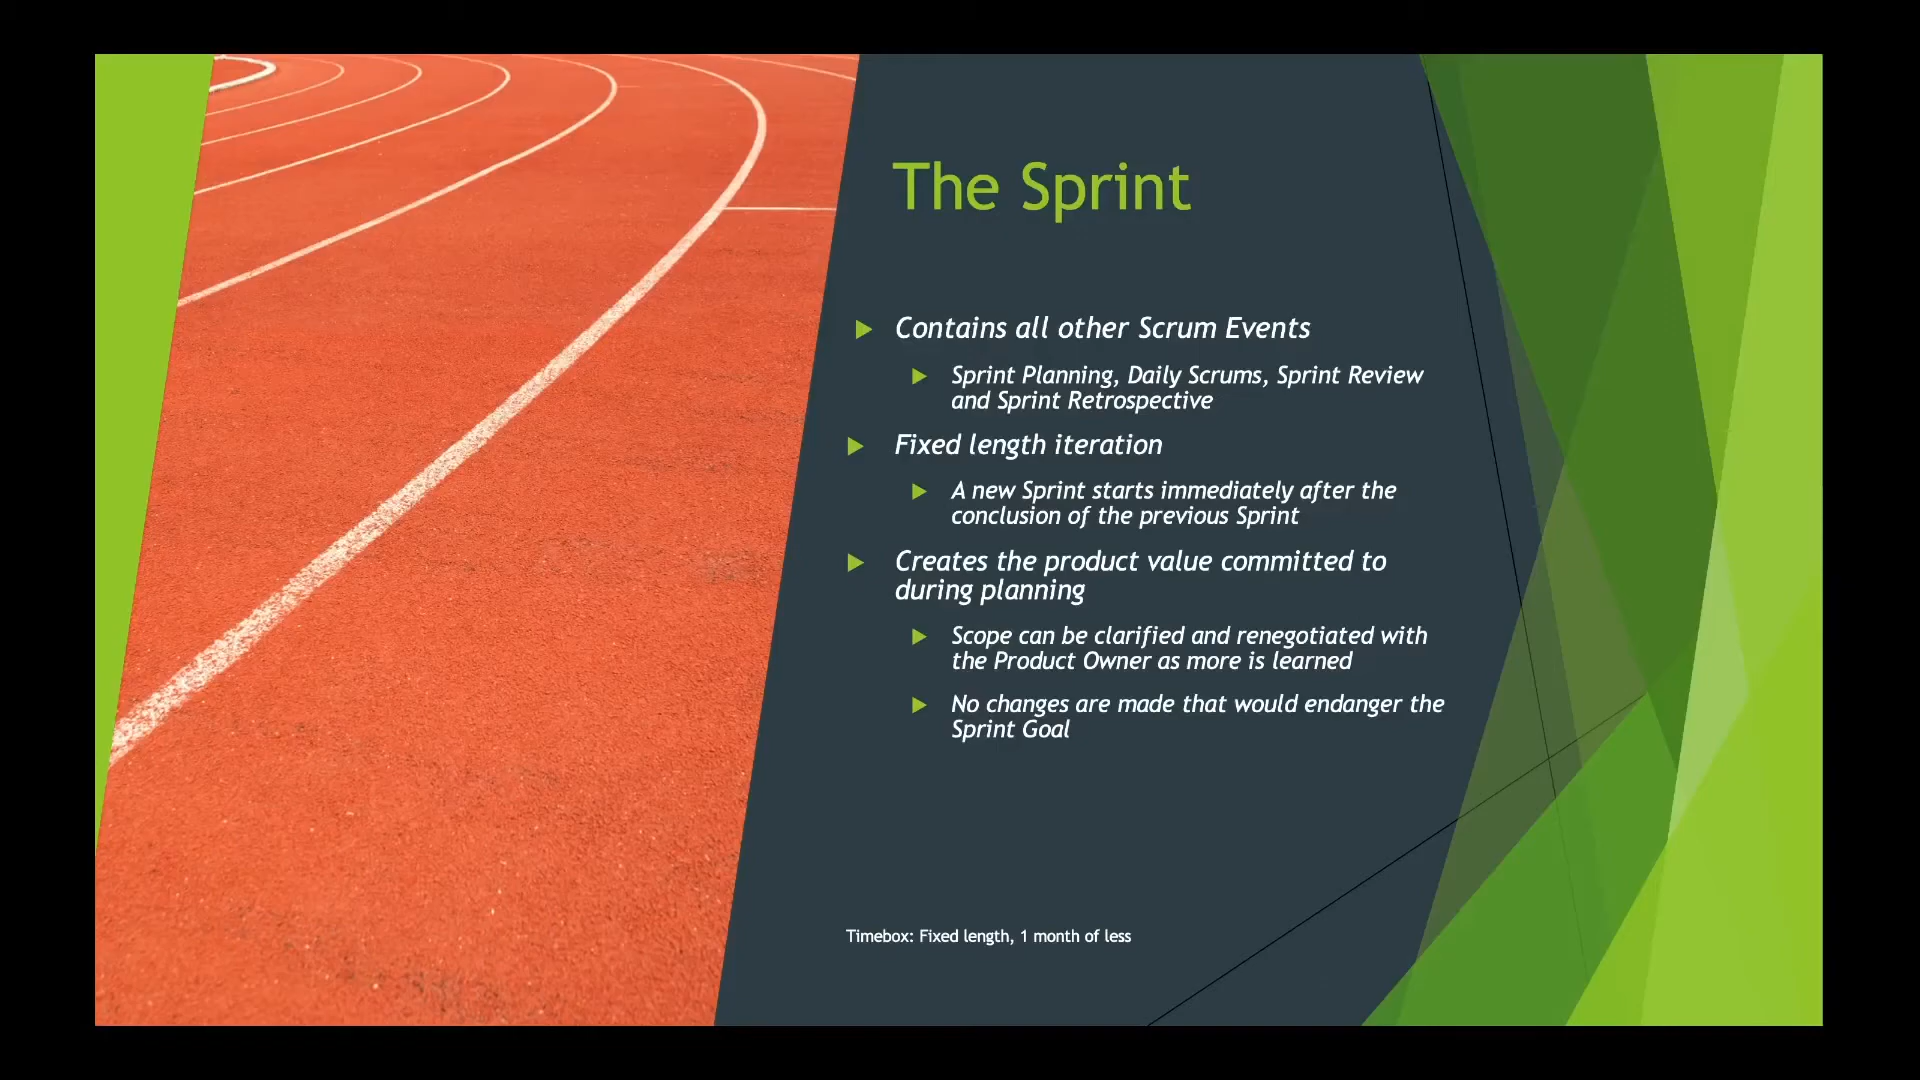 The Sprint
Contains all other Scrum Events
Sprint Planning, Daily Scrums, Sprint Review
and Sprint Retrospective
Fixed length iteration
A new Sprint starts immediately after the
conclusion of the previous Sprint
Creates the product value committed to
during planning
Scope can be clarified and renegotiated with
the Product Owner as more is learned
No changes are made that would endanger the
Sprint Goal
Timebox: Fixed length, 1 month of less